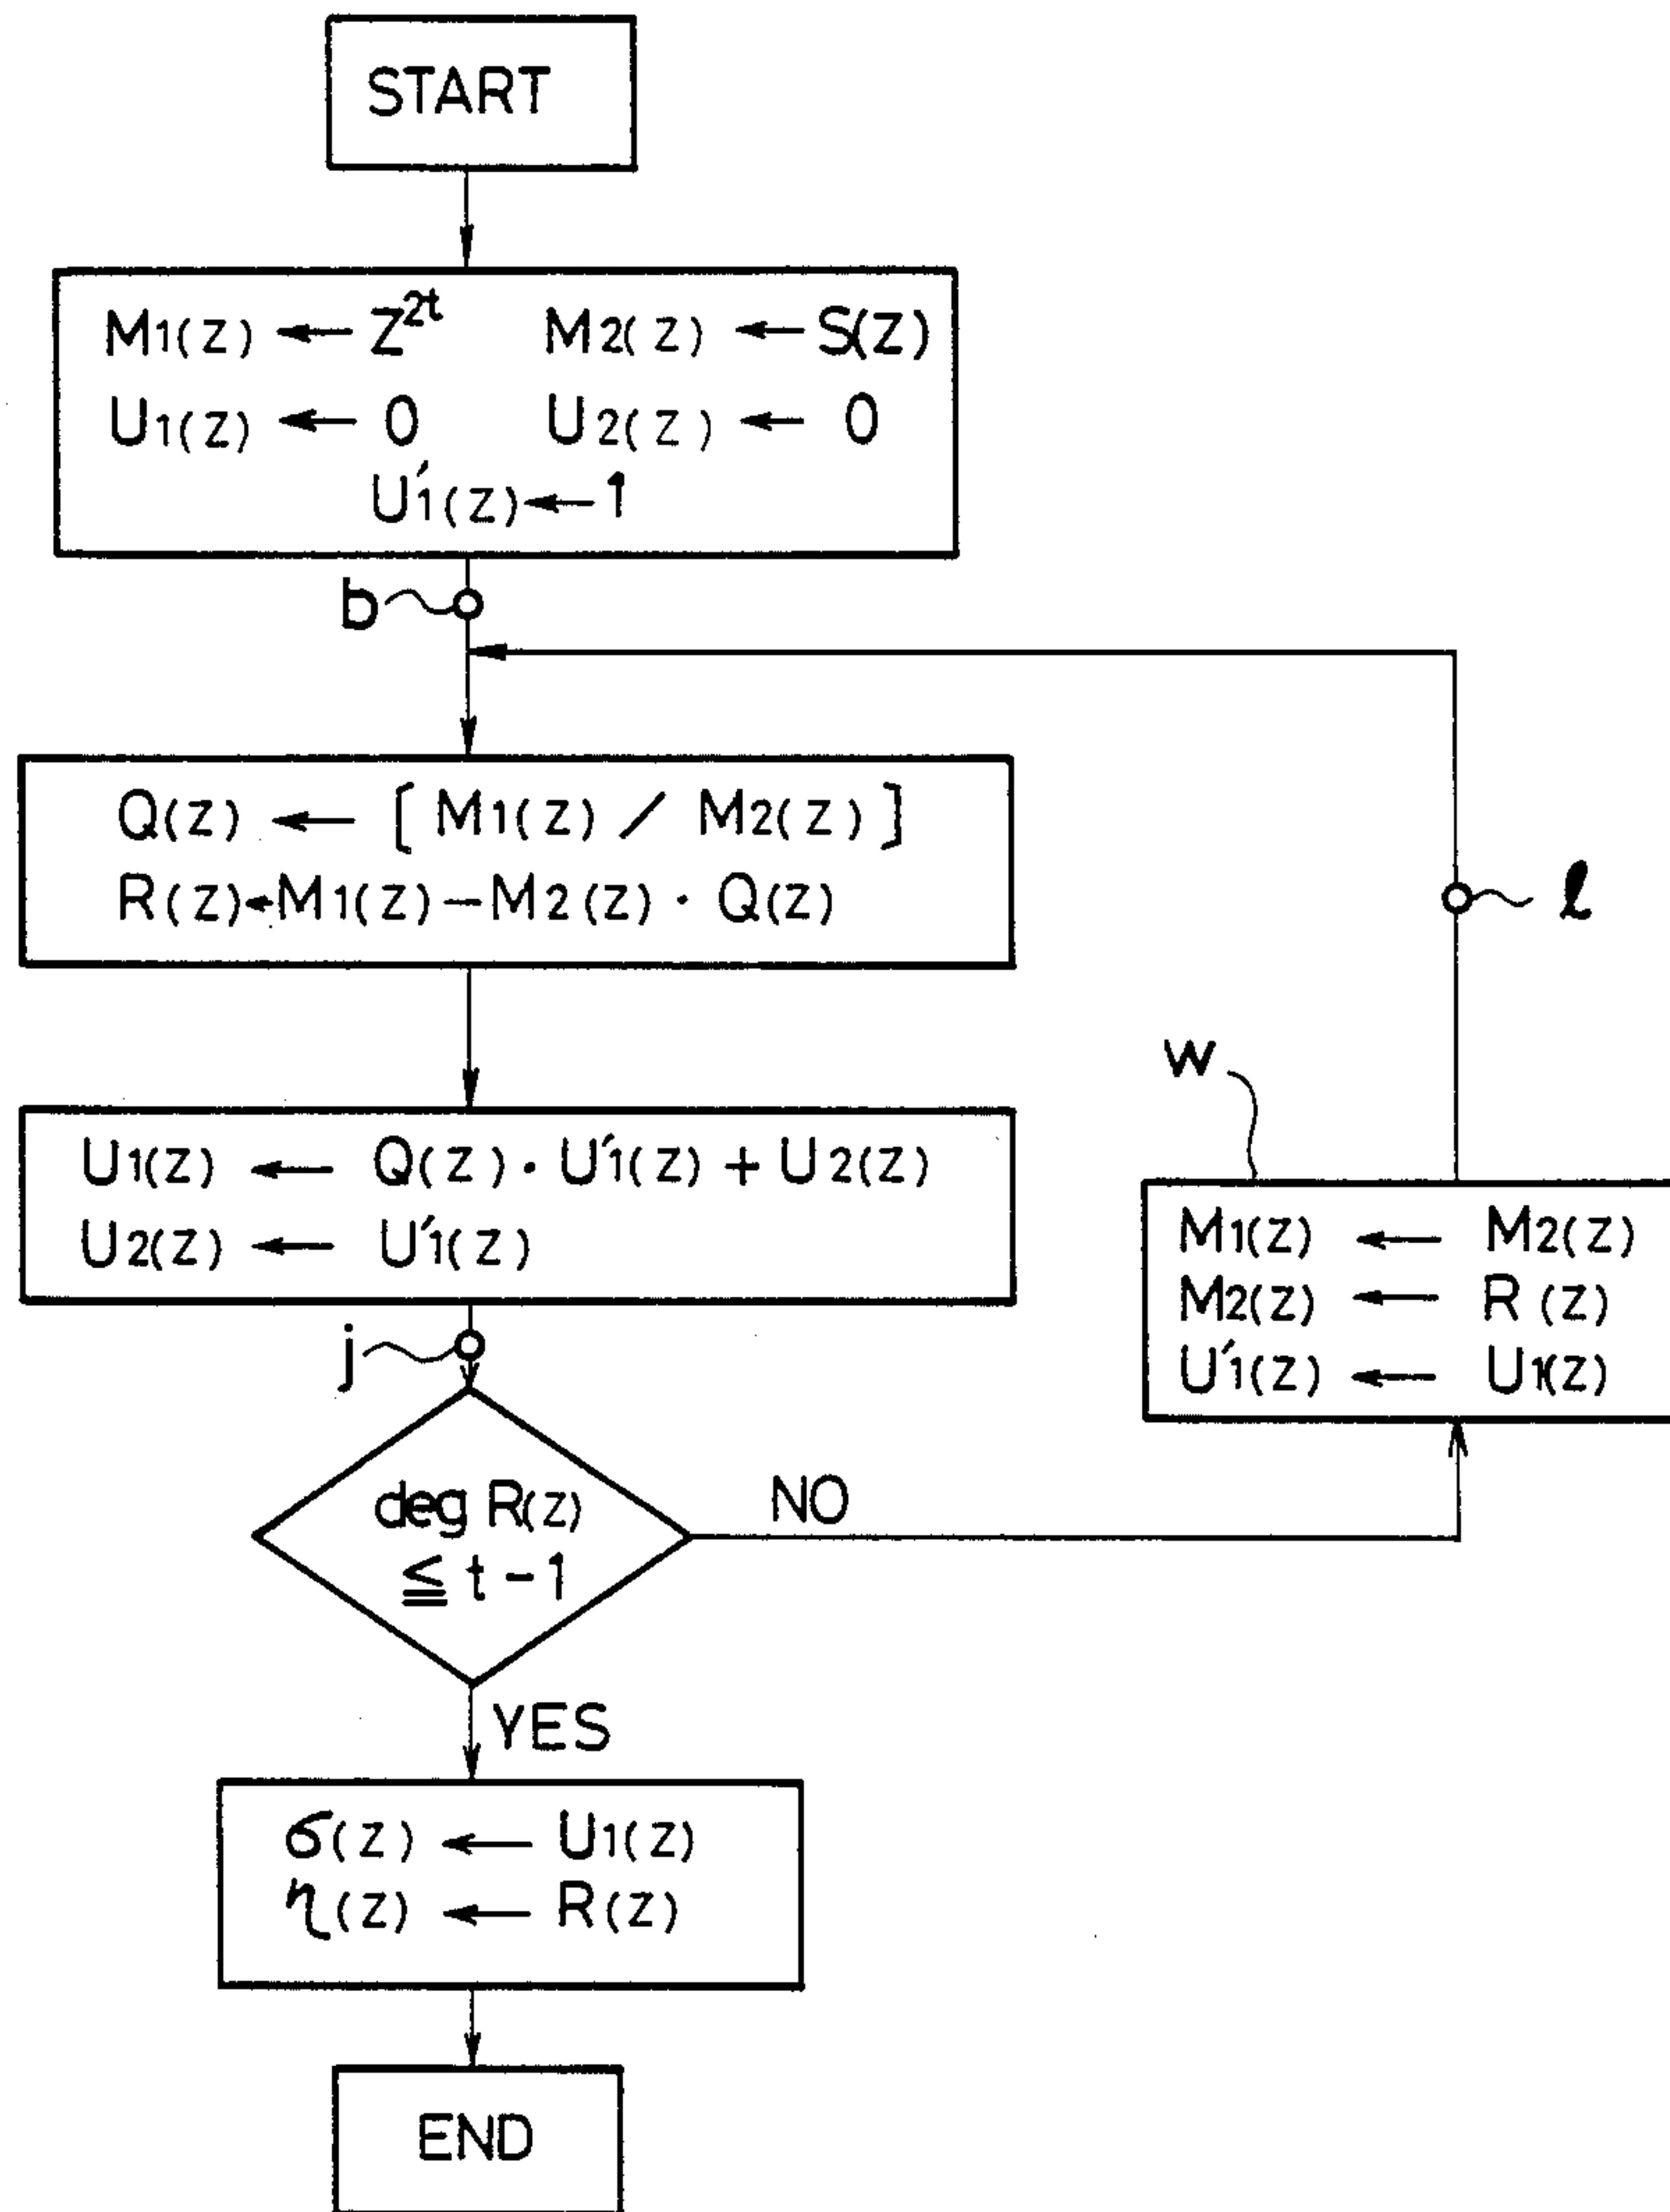 START
M1(z) ← Z^2t M2(z) ← S(z)
U1(z) ← 0 U2(z) ← 0
U'1(z) ← 1
b
Q(z) ← [M1(z) / M2(z)]
R(z) ← M1(z) - M2(z) · Q(z)
ℓ
w
U1(z) ← Q(z) · U'1(z) + U2(z)
U2(z) ← U'1(z)
M1(z) ← M2(z)
M2(z) ← R(z)
U'1(z) ← U1(z)
j
deg R(z)
≦ t - 1
NO
YES
σ(z) ← U1(z)
η(z) ← R(z)
END